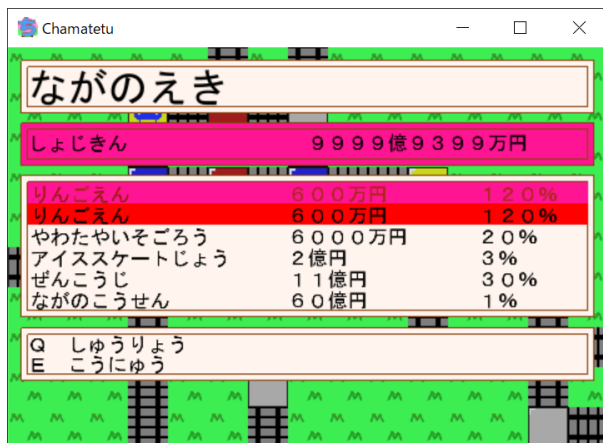 Chamatetu
ながのえき
しょじきん　９９９９億９３９９万円
りんごえん　６００万円　１２０％
りんごえん　６００万円　１２０％
やわたやいそごろう　６０００万円　２０％
アイススケートじょう　２億円　３％
ぜんこうじ　１１億円　３０％
ながのこうせん　６０億円　１％
Q　しゅうりょう
E　こうにゅう